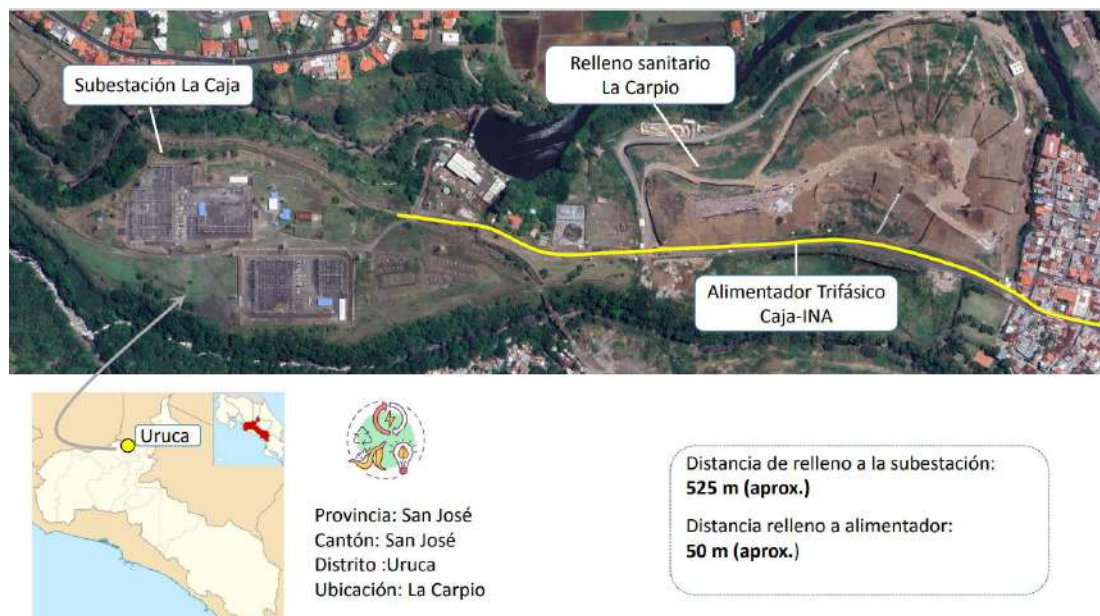 Subestación La Caja
Relleno sanitario
La Carpio
Alimentador Trifásico
Caja-INA
Uruca
Provincia: San José
Cantón: San José
Distrito :Uruca
Ubicación: La Carpio
Distancia de relleno a la subestación:
525 m (aprox.)
Distancia relleno a alimentador:
50 m (aprox.)